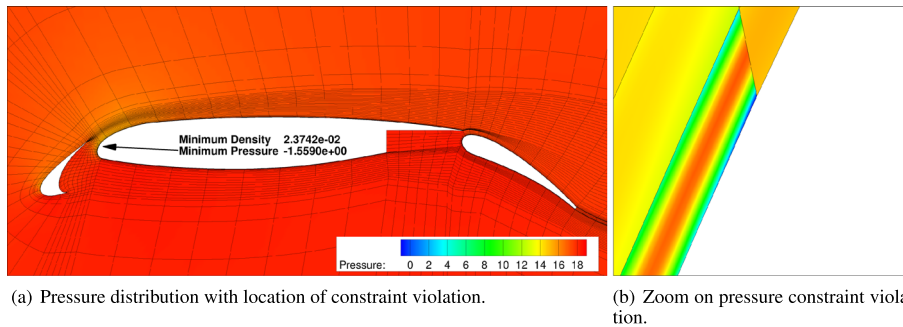 Minimum Density 2.3742e-02
Minimum Pressure -1.5590e+00
Pressure: 0 2 4 6 8 10 12 14 16 18
(a) Pressure distribution with location of constraint violation.
(b) Zoom on pressure constraint viola
tion.